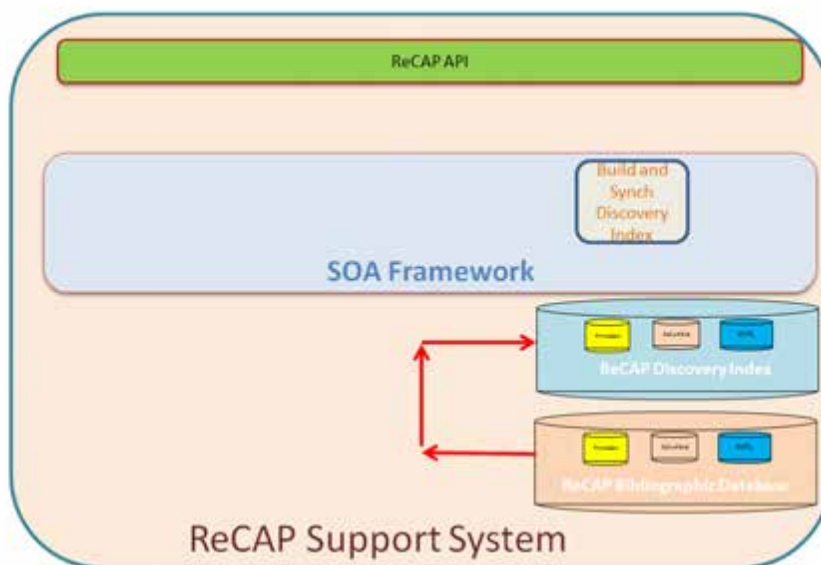 ReCAP API
Build and
Synch
Discovery
Index
SOA Framework
ReCAP Discovery Index
ReCAP Bibliographic Database
ReCAP Support System